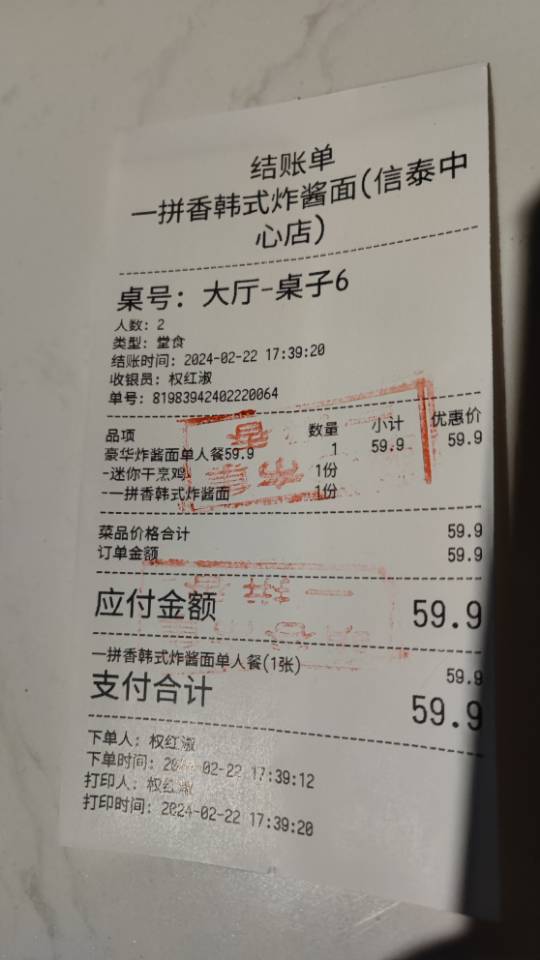 结账单
一拼香韩式炸酱面(信泰中
心店)
桌号：大厅-桌子6
人数：2
类型：堂食
结账时间：2024-02-22 17:39:20
收银员：权红淑
单号：81983942402220064
品项 数量 小计 优惠价
豪华炸酱面单人餐59.9 1 59.9 59.9
-迷你干烹鸡 1份
-一拼香韩式炸酱面 1份
菜品价格合计 59.9
订单金额 59.9
应付金额 59.9
一拼香韩式炸酱面单人餐(1张) 59.9
支付合计 59.9
下单人：权红淑
下单时间：2024-02-22 17:39:12
打印人：权红淑
打印时间：2024-02-22 17:39:20